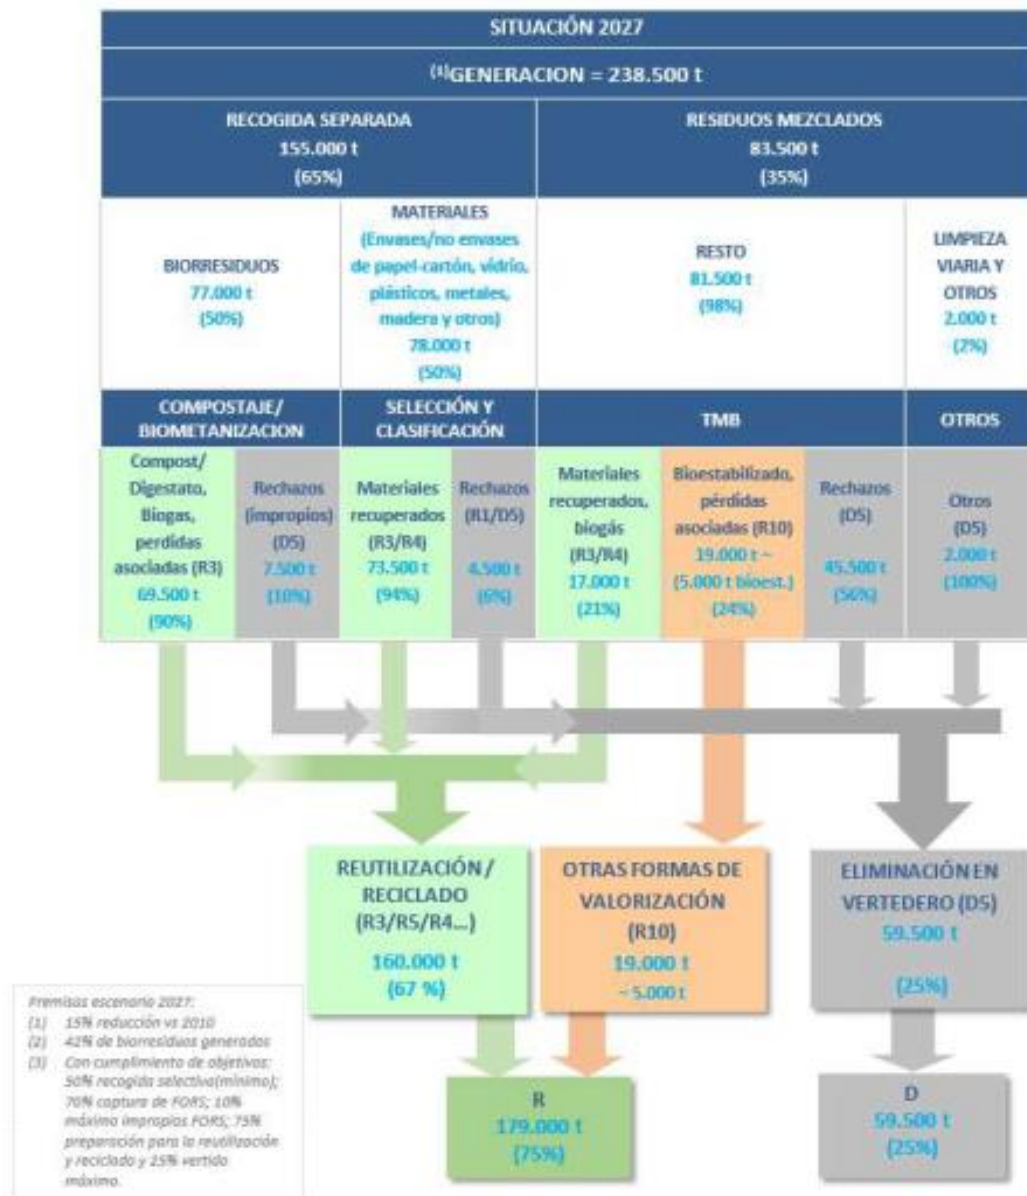 SITUACIÓN 2027
(1)GENERACION = 238.500 t
RECOGIDA SEPARADA
155.000 t
(65%)
RESIDUOS MEZCLADOS
83.500 t
(35%)
BIORRESIDUOS
77.000 t
(50%)
MATERIALES
(Envases/no envases
de papel-cartón, vidrio,
plásticos, metales,
madera y otros)
78.000 t
(50%)
RESTO
81.500 t
(98%)
LIMPIEZA
VIARIA Y
OTROS
2.000 t
(2%)
COMPOSTAJE/
BIOMETANIZACION
SELECCIÓN Y
CLASIFICACIÓN
TMB
OTROS
Compost/
Digestato,
Biogas,
perdidas
asociadas (R3)
69.500 t
(90%)
Rechazos
(impropios)
(D5)
7.500 t
(10%)
Materiales
recuperados
(R3/R4)
73.500 t
(94%)
Rechazos
(R1/D5)
4.500 t
(6%)
Materiales
recuperados,
biogás
(R3/R4)
17.000 t
(21%)
Bioestabilizado,
pérdidas
asociadas (R10)
19.000 t ~
(5.000 t bioest.)
(24%)
Rechazos
(D5)
45.500 t
(56%)
Otros
(D5)
2.000 t
(100%)
REUTILIZACIÓN /
RECICLADO
(R3/R5/R4...)
160.000 t
(67 %)
OTRAS FORMAS DE
VALORIZACIÓN
(R10)
19.000 t
~ 5.000 t
ELIMINACIÓN EN
VERTEDERO (D5)
59.500 t
(25%)
Premisas escenario 2027:
(1) 15% reducción vs 2010
(2) 42% de biorresiduos generados
(3) Con cumplimiento de objetivos:
50% recogida selectiva(mínimo);
70% captura de FORS; 10%
máximo impropios FORS; 75%
preparación para la reutilización
y reciclado y 25% vertido
máximo.
R
179.000 t
(75%)
D
59.500 t
(25%)